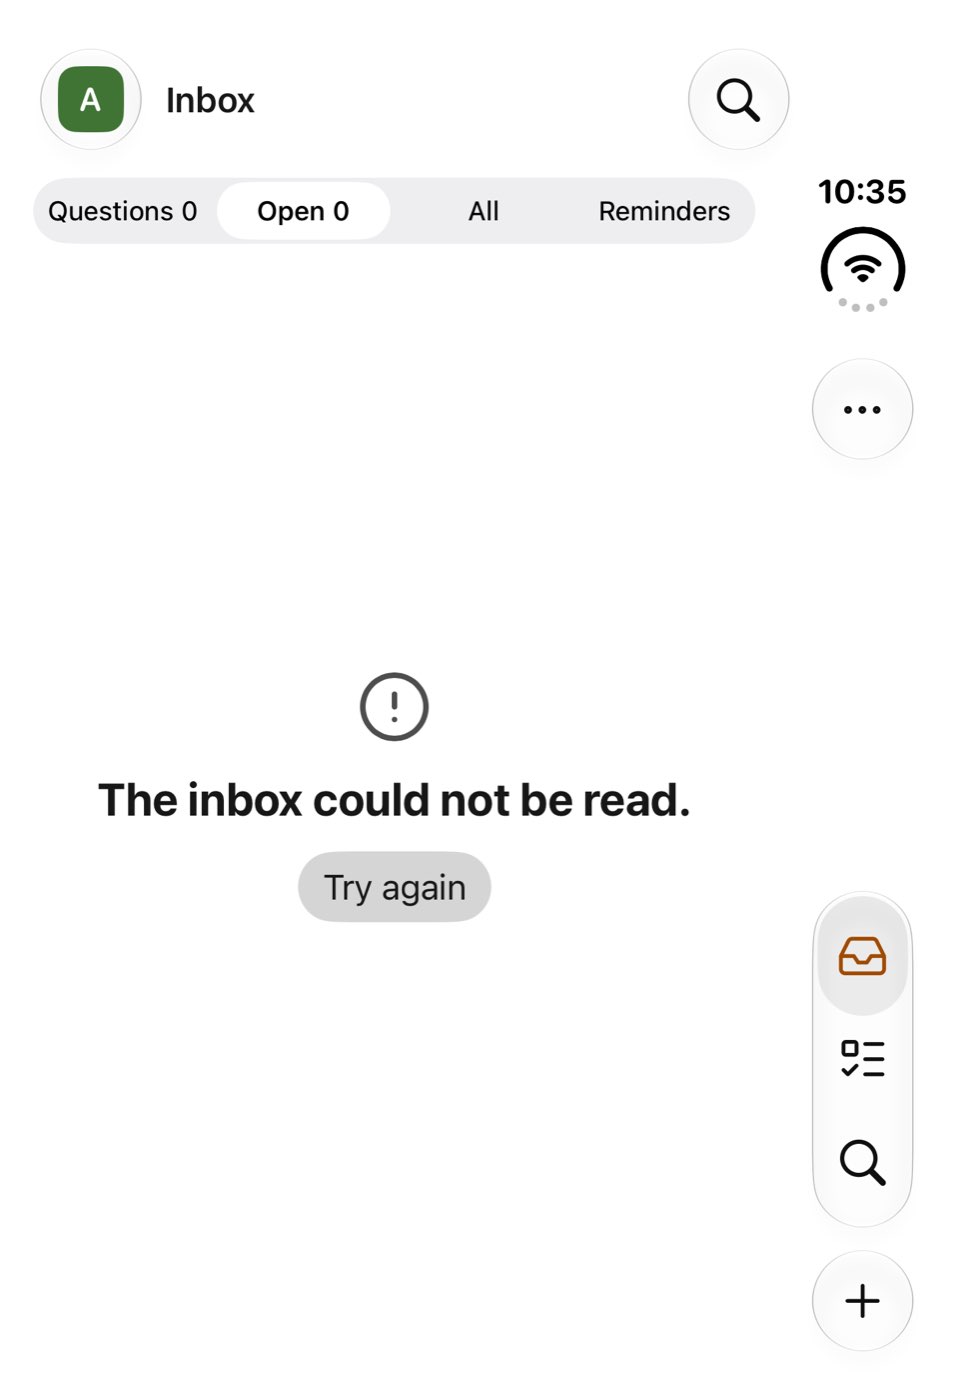 A
Inbox
Questions 0
Open 0
All
Reminders
10:35
The inbox could not be read.
Try again